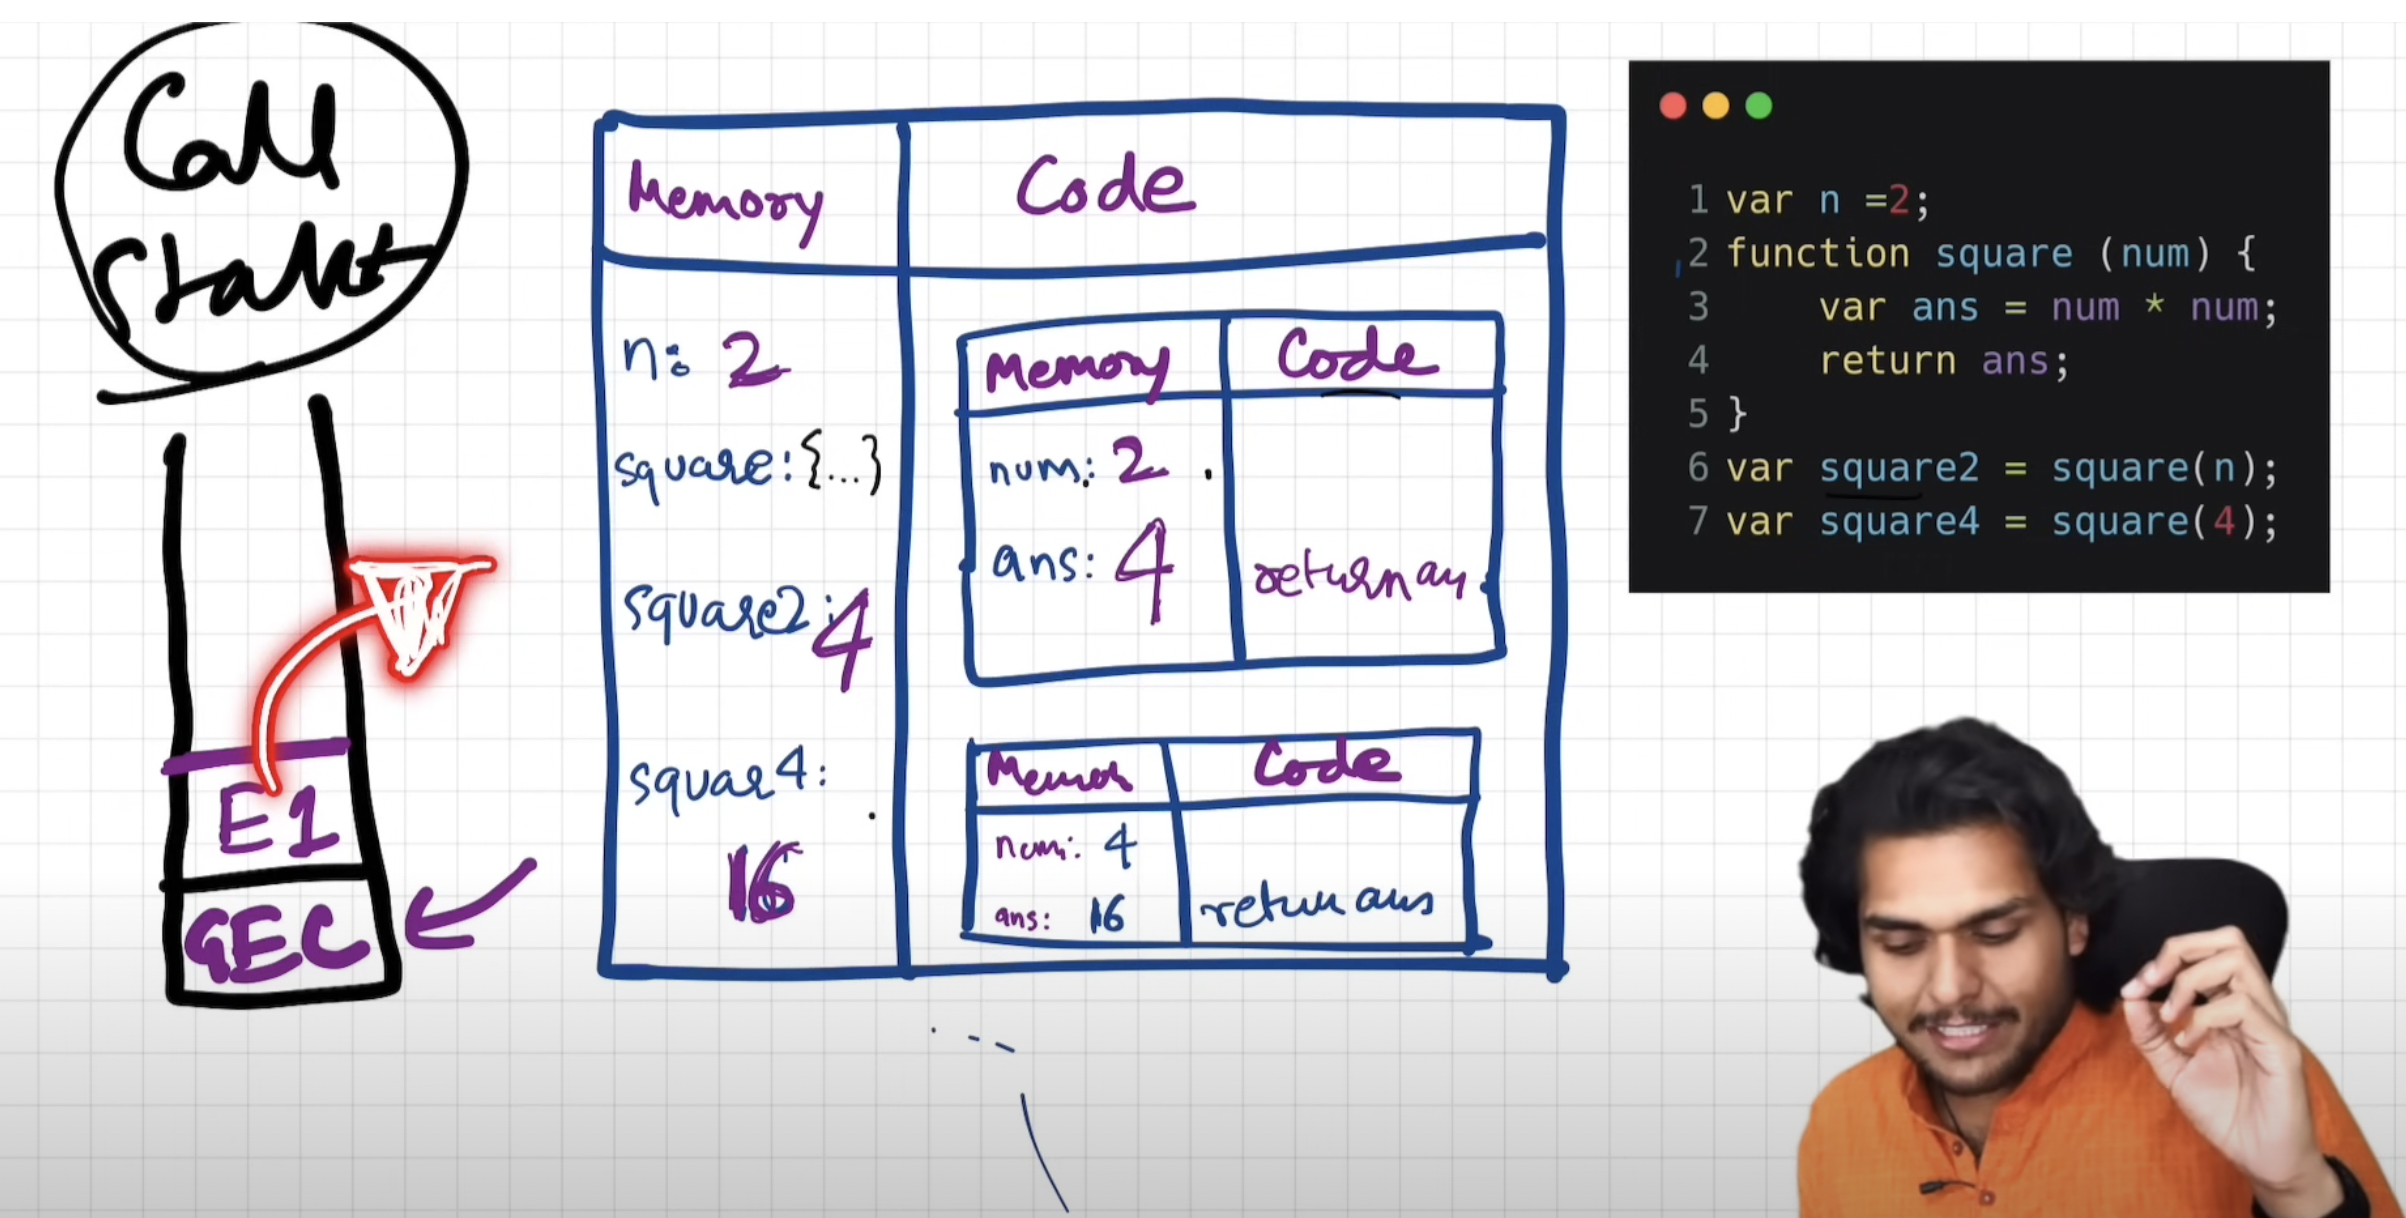 Call
Stack
E1
GEC
Memory
Code
n: 2
square: {...}
square2: 4
squar4:
16
Memory
Code
num: 2
ans: 4
return an
Memor
Code
num: 4
ans: 16
return ans
1 var n =2;
2 function square (num) {
3 var ans = num * num;
4 return ans;
5 }
6 var square2 = square(n);
7 var square4 = square(4);